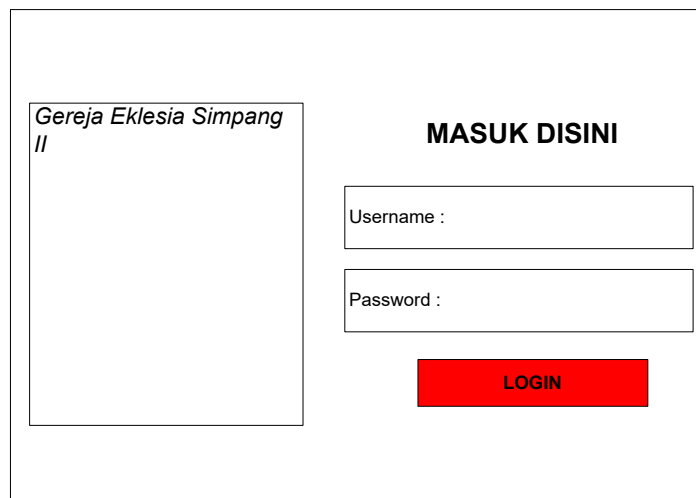 Gereja Eklesia Simpang
II
MASUK DISINI
Username :
Password :
LOGIN